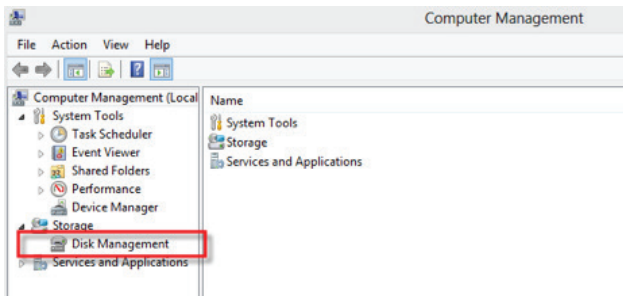 Computer Management
File Action View Help
Computer Management (Local
System Tools
Task Scheduler
Event Viewer
Shared Folders
Performance
Device Manager
Storage
Disk Management
Services and Applications
Name
System Tools
Storage
Services and Applications